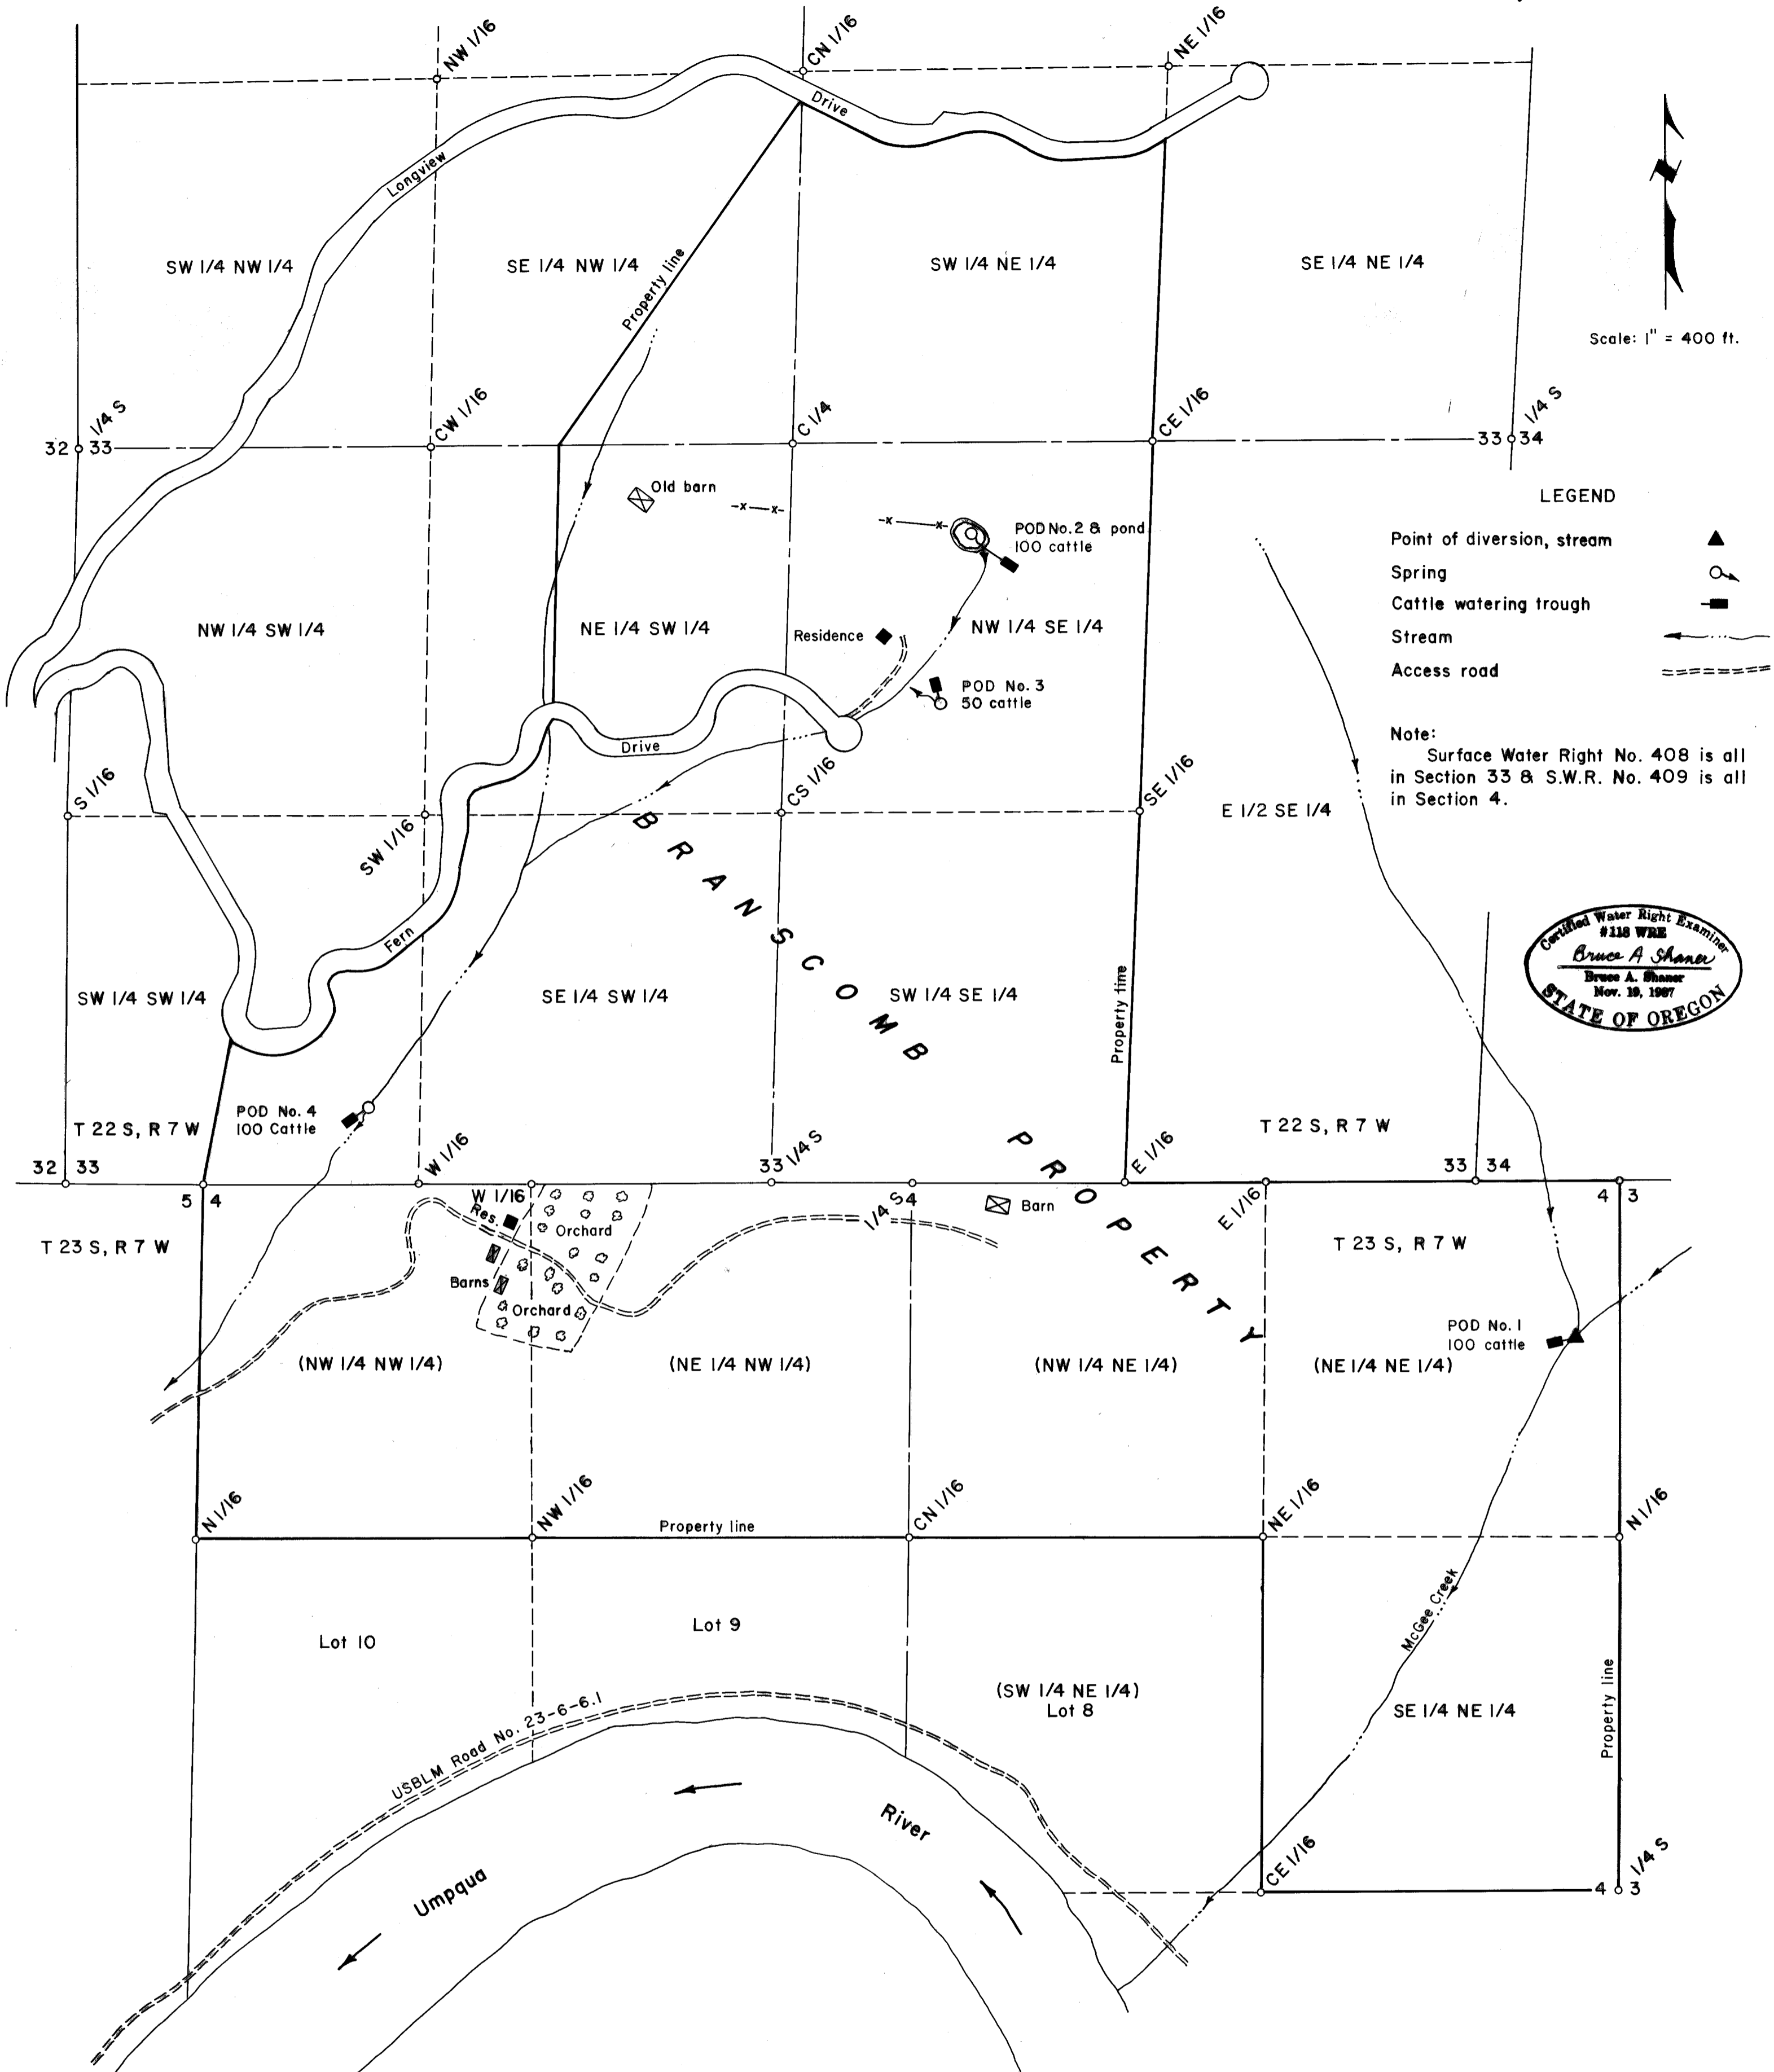 NW 1/16
CN 1/16
NE 1/16
Longview
Drive
SW 1/4 NW 1/4
SE 1/4 NW 1/4
Property line
SW 1/4 NE 1/4
SE 1/4 NE 1/4
Scale: 1" = 400 ft.
32
33
1/4 S
CW 1/16
C 1/4
CE 1/16
33
34
1/4 S
Old barn
-x-x-
-x-x-
POD No. 2 & pond
100 cattle
LEGEND
Point of diversion, stream
Spring
Cattle watering trough
Stream
Access road
NW 1/4 SW 1/4
NE 1/4 SW 1/4
Residence
NW 1/4 SE 1/4
POD No. 3
50 cattle
Note:
Surface Water Right No. 408 is all
in Section 33 & S.W.R. No. 409 is all
in Section 4.
Drive
S 1/16
SW 1/16
CS 1/16
SE 1/16
E 1/2 SE 1/4
BRANSCOMB PROPERTY
Fern
SW 1/4 SW 1/4
SE 1/4 SW 1/4
SW 1/4 SE 1/4
Property line
Certified Water Right Examiner
#118 WRE
Bruce A Shaner
Bruce A. Shaner
Nov. 19, 1987
STATE OF OREGON
POD No. 4
100 Cattle
T 22 S, R 7 W
T 22 S, R 7 W
32
33
W 1/16
33
1/4 S
E 1/16
33
34
5
4
W 1/16
1/4 S
4
E 1/16
4
3
Res.
Orchard
Barn
T 23 S, R 7 W
T 23 S, R 7 W
Barns
Orchard
POD No. 1
100 cattle
(NW 1/4 NW 1/4)
(NE 1/4 NW 1/4)
(NW 1/4 NE 1/4)
(NE 1/4 NE 1/4)
N 1/16
NW 1/16
Property line
CN 1/16
NE 1/16
N 1/16
McGee Creek
Lot 10
Lot 9
(SW 1/4 NE 1/4)
Lot 8
SE 1/4 NE 1/4
Property line
USBLM Road No. 23-6-6.1
River
Umpqua
CE 1/16
4
3
1/4 S